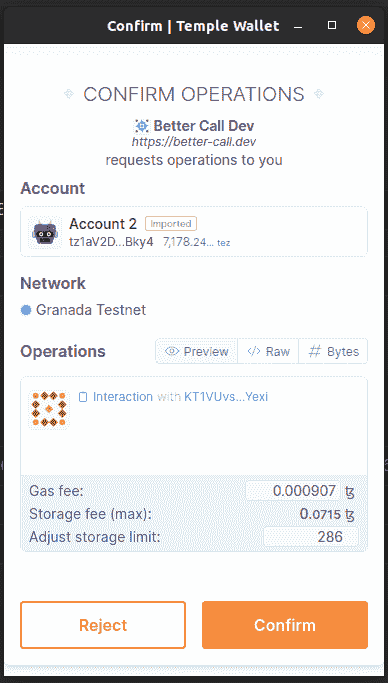 Confirm | Temple Wallet
CONFIRM OPERATIONS
Better Call Dev
https://better-call.dev
requests operations to you
Account
Account 2 Imported
tz1aV2D...Bky4 7,178.24... tez
Network
Granada Testnet
Operations Preview Raw Bytes
Interaction with KT1VUvs...Yexi
Gas fee: 0.000907 ꜩ
Storage fee (max): 0.0715 ꜩ
Adjust storage limit: 286
Reject Confirm